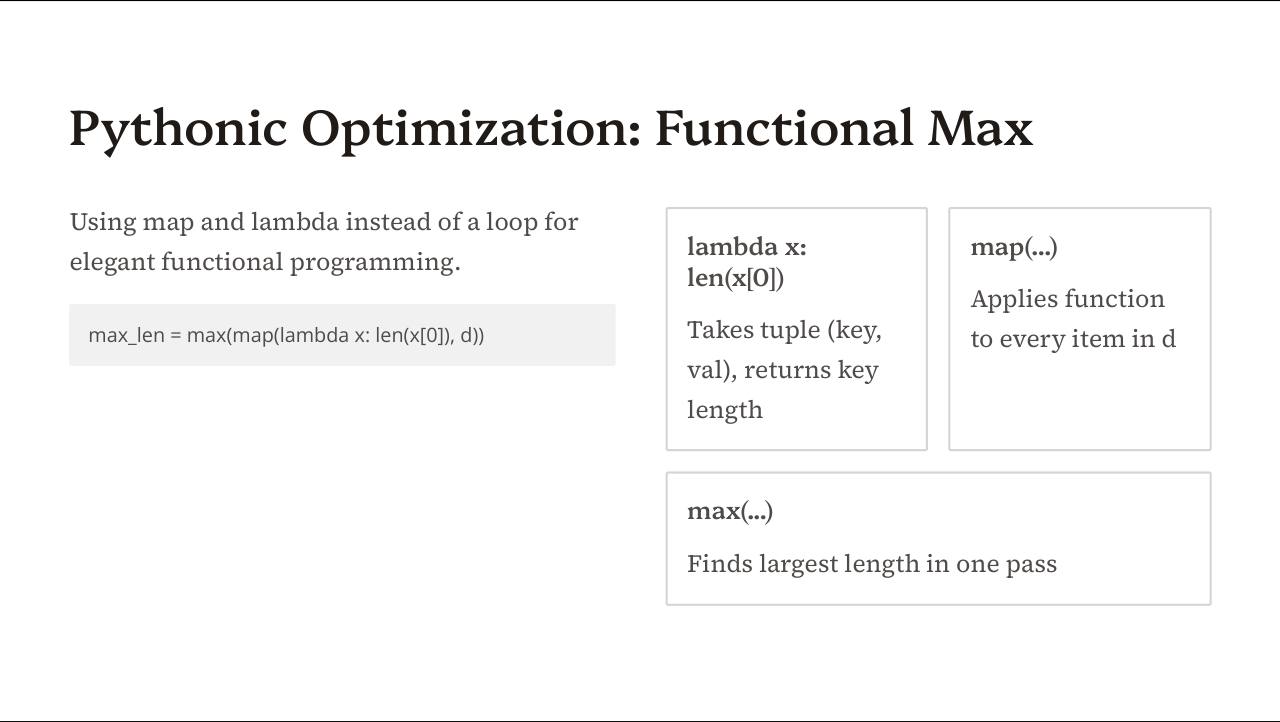 Pythonic Optimization: Functional Max
Using map and lambda instead of a loop for
elegant functional programming.
max_len = max(map(lambda x: len(x[0]), d))
lambda x:
len(x[0])
Takes tuple (key,
val), returns key
length
map(...)
Applies function
to every item in d
max(...)
Finds largest length in one pass